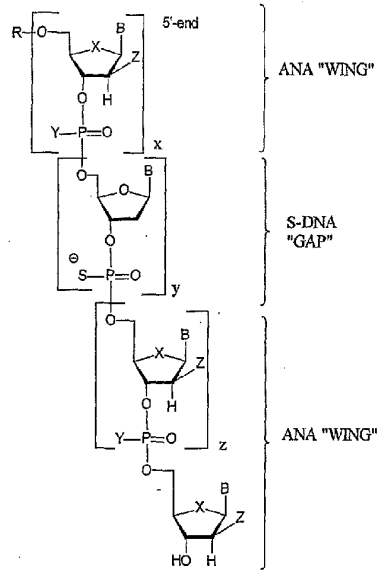 R O 5'-end
X B
Z
O H
Y P O
x
ANA "WING"
O
O B
O
⊖
S P O
y
S-DNA
"GAP"
O
B
X Z
O H
Y P O
z
O
B
X Z
HO H
ANA "WING"